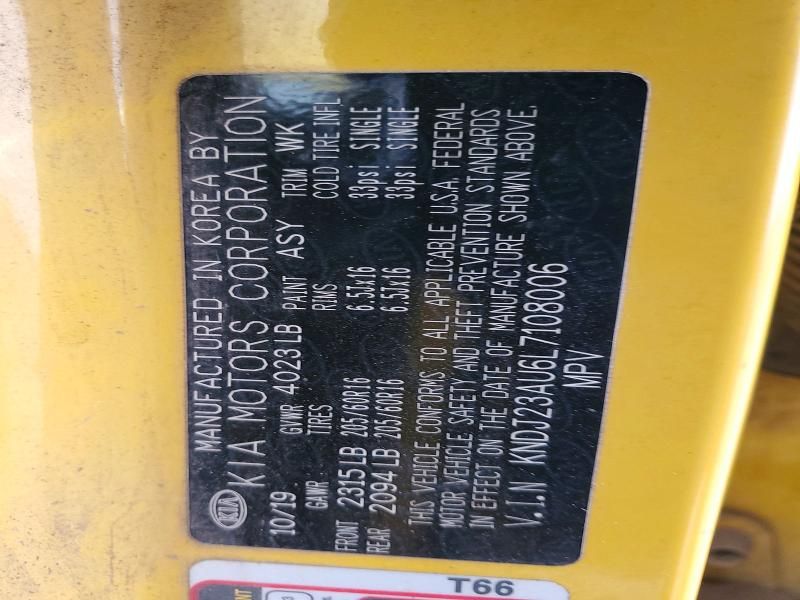 MANUFACTURED IN KOREA BY
KIA KIA MOTORS CORPORATION
10/19 GVWR 4023LB PAINT ASY TRIM WK
GAWR TIRES RIMS COLD TIRE INFL
FRONT 2315LB 205/60R16 6.5Jx16 33psi SINGLE
REAR 2094LB 205/60R16 6.5Jx16 33psi SINGLE
THIS VEHICLE CONFORMS TO ALL APPLICABLE U.S.A. FEDERAL
MOTOR VEHICLE SAFETY AND THEFT PREVENTION STANDARDS
IN EFFECT ON THE DATE OF MANUFACTURE SHOWN ABOVE.
V.I.N KNDJ23AU6L7108006
MPV
T66